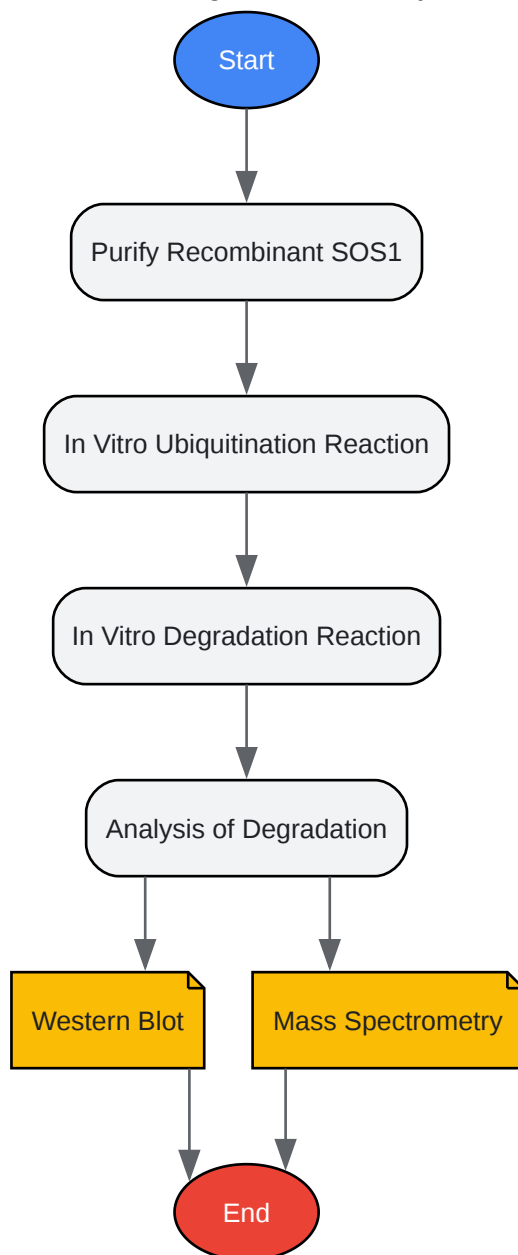 Start
Purify Recombinant SOS1
In Vitro Ubiquitination Reaction
In Vitro Degradation Reaction
Analysis of Degradation
Western Blot
Mass Spectrometry
End